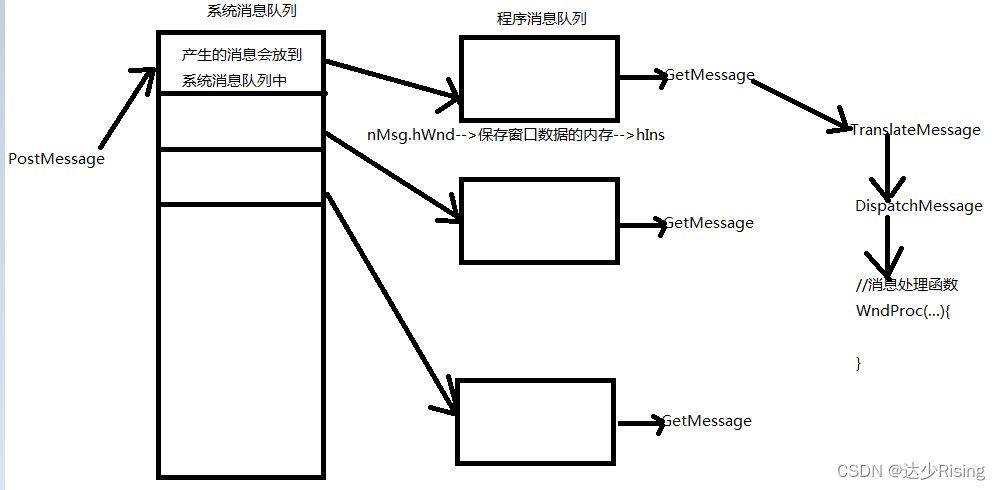 系统消息队列
程序消息队列
产生的消息会放到
系统消息队列中
PostMessage
GetMessage
nMsg.hWnd-->保存窗口数据的内存-->hIns
TranslateMessage
GetMessage
DispatchMessage
//消息处理函数
WndProc(...){
}
GetMessage
CSDN @达少Rising